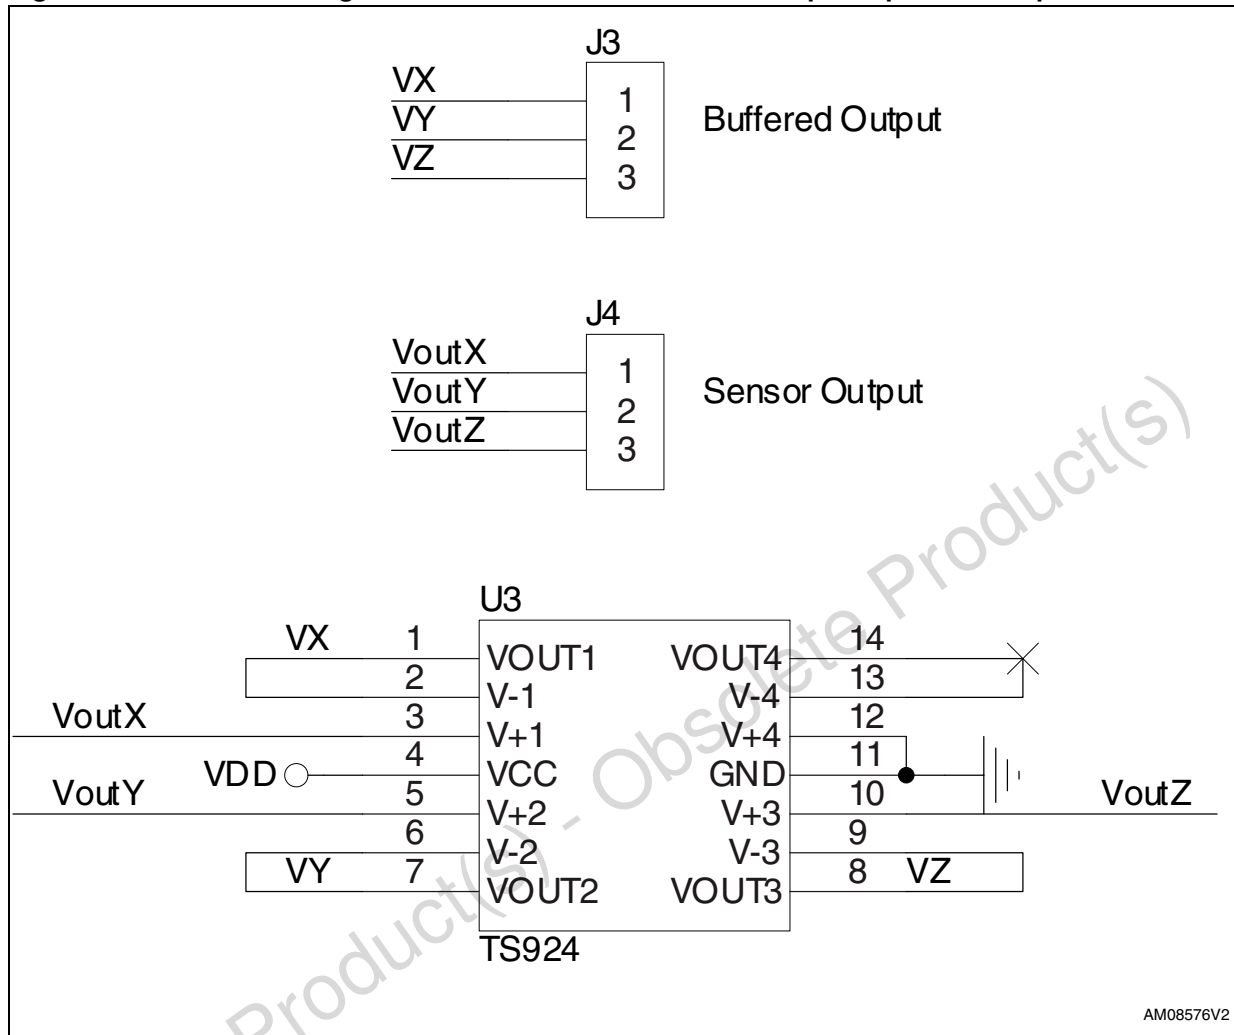 J3
VX
VY
VZ
1
2
3
Buffered Output
J4
VoutX
VoutY
VoutZ
1
2
3
Sensor Output
U3
VX 1 VOUT1 VOUT4 14
2 V-1 V-4 13
VoutX 3 V+1 V+4 12
VDD 4 VCC GND 11
VoutY 5 V+2 V+3 10 VoutZ
6 V-2 V-3 9
VY 7 VOUT2 VOUT3 8 VZ
TS924
Product(s) - Obsolete Product(s)
AM08576V2